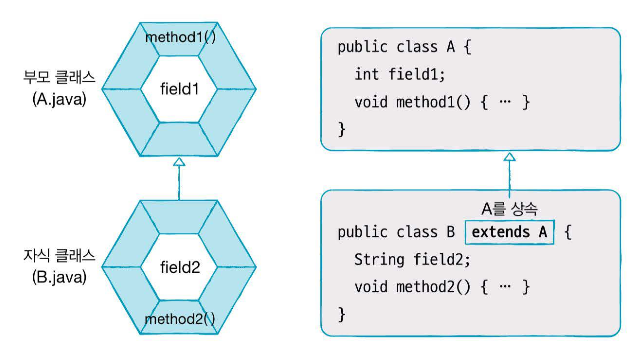 method1()
field1
부모 클래스
(A.java)
public class A {
int field1;
void method1() { … }
}
field2
method2()
자식 클래스
(B.java)
A를 상속
public class B extends A {
String field2;
void method2() { … }
}